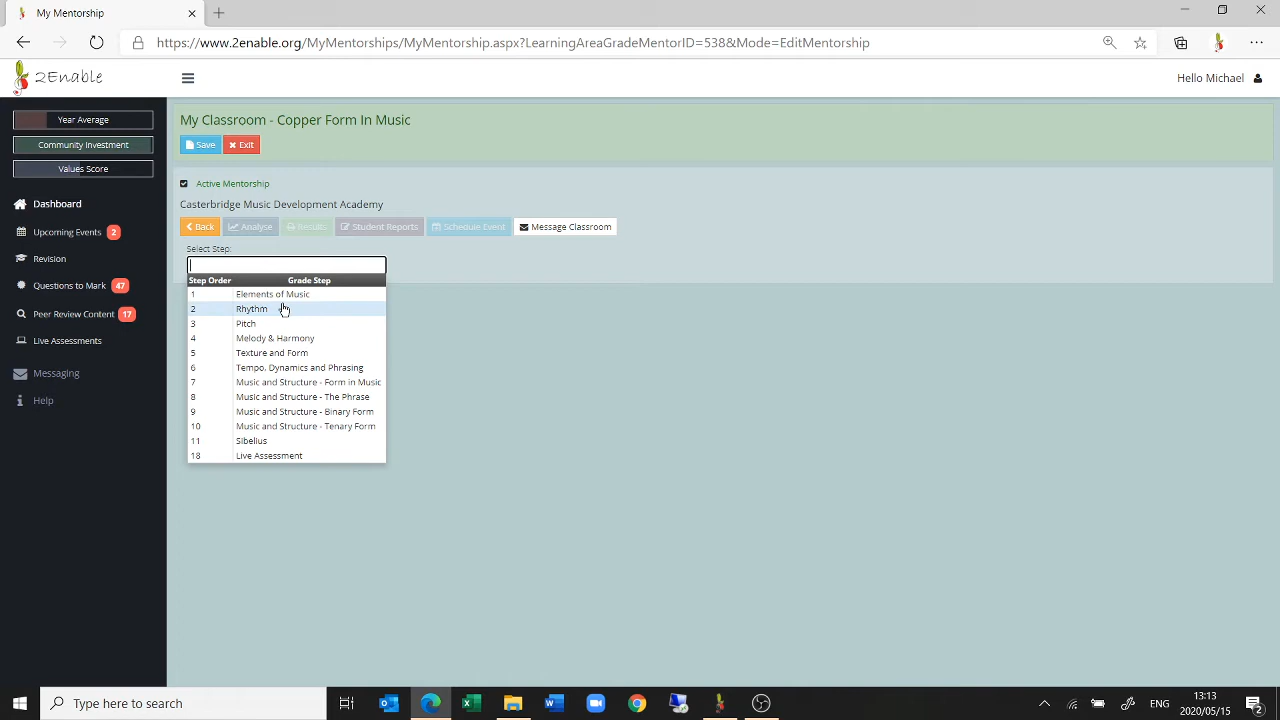 My Mentorship
https://www.2enable.org/MyMentorships/MyMentorship.aspx?LearningAreaGradeMentorID=538&Mode=EditMentorship
2Enable
Hello Michael
Year Average
Community Investment
Values Score
Dashboard
Upcoming Events 2
Revision
Questions to Mark 47
Peer Review Content 17
Live Assessments
Messaging
Help
My Classroom - Copper Form In Music
Save Exit
Active Mentorship
Casterbridge Music Development Academy
Back Analyse Results Student Reports Schedule Event Message Classroom
Select Step:
Step Order Grade Step
1 Elements of Music
2 Rhythm
3 Pitch
4 Melody & Harmony
5 Texture and Form
6 Tempo, Dynamics and Phrasing
7 Music and Structure - Form in Music
8 Music and Structure - The Phrase
9 Music and Structure - Binary Form
10 Music and Structure - Tenary Form
11 Sibelius
18 Live Assessment
Type here to search
ENG
13:13
2020/05/15
2